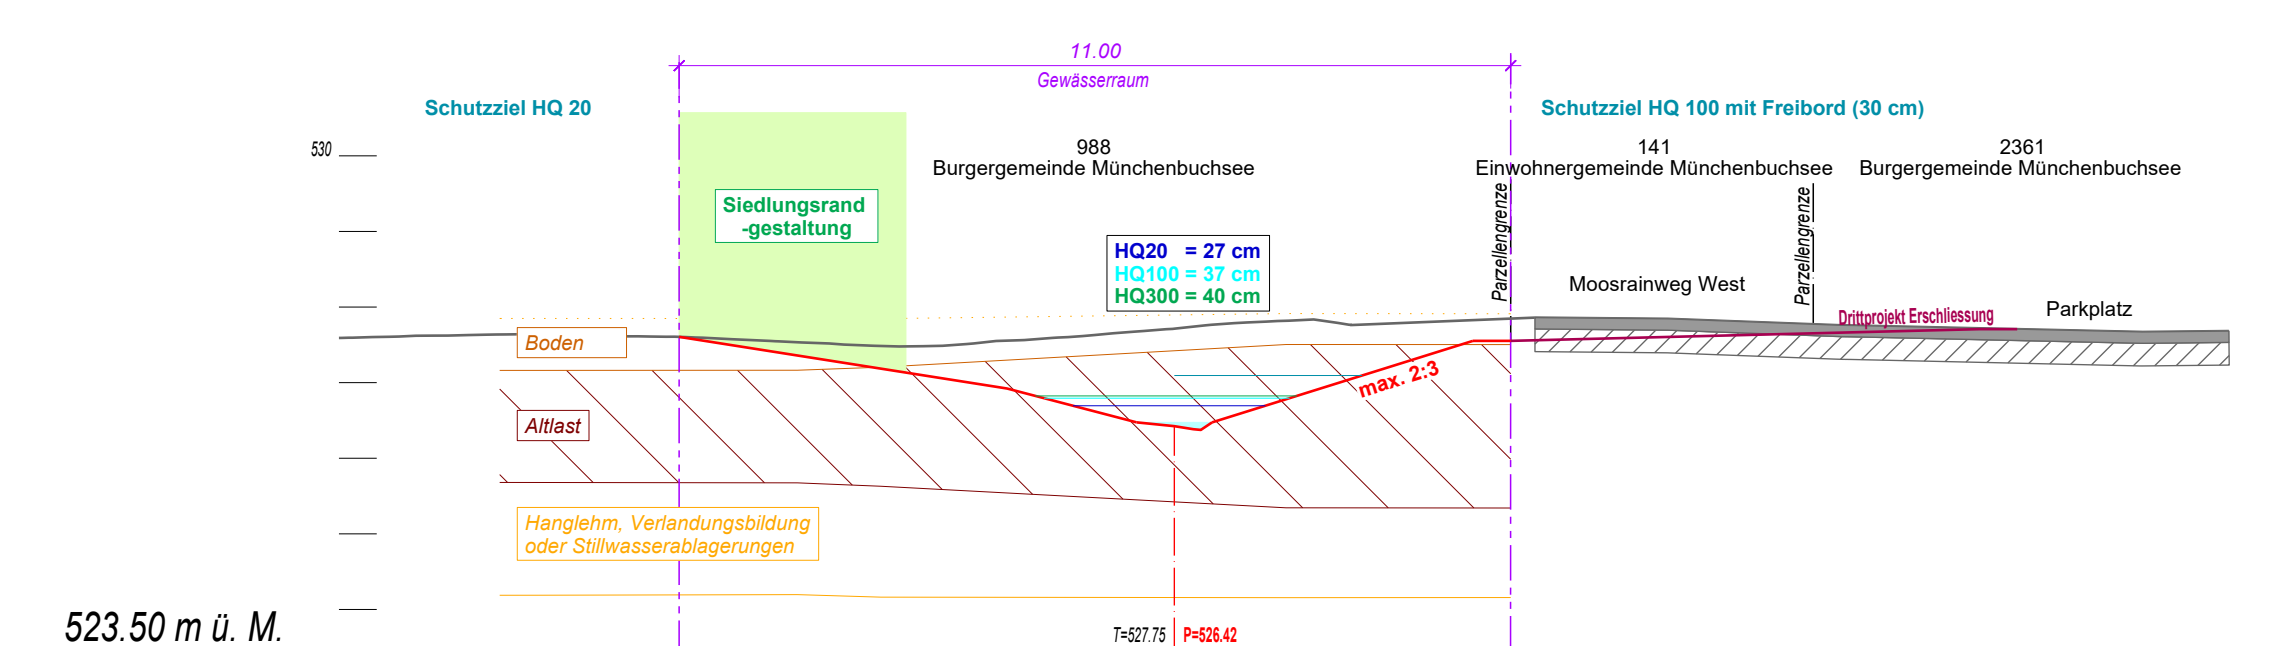 11.00
Gewässerraum
Schutzziel HQ 20
Schutzziel HQ 100 mit Freibord (30 cm)
530
988
Burgergemeinde Münchenbuchsee
141
Einwohnergemeinde Münchenbuchsee
2361
Burgergemeinde Münchenbuchsee
Siedlungsrand
-gestaltung
Parzellengrenze
Parzellengrenze
HQ20 = 27 cm
HQ100 = 37 cm
HQ300 = 40 cm
Moosrainweg West
Drittprojekt Erschliessung
Parkplatz
Boden
max. 2:3
Altlast
Hanglehm, Verlandungsbildung
oder Stillwasserablagerungen
523.50 m ü. M.
T=527.75
P=526.42